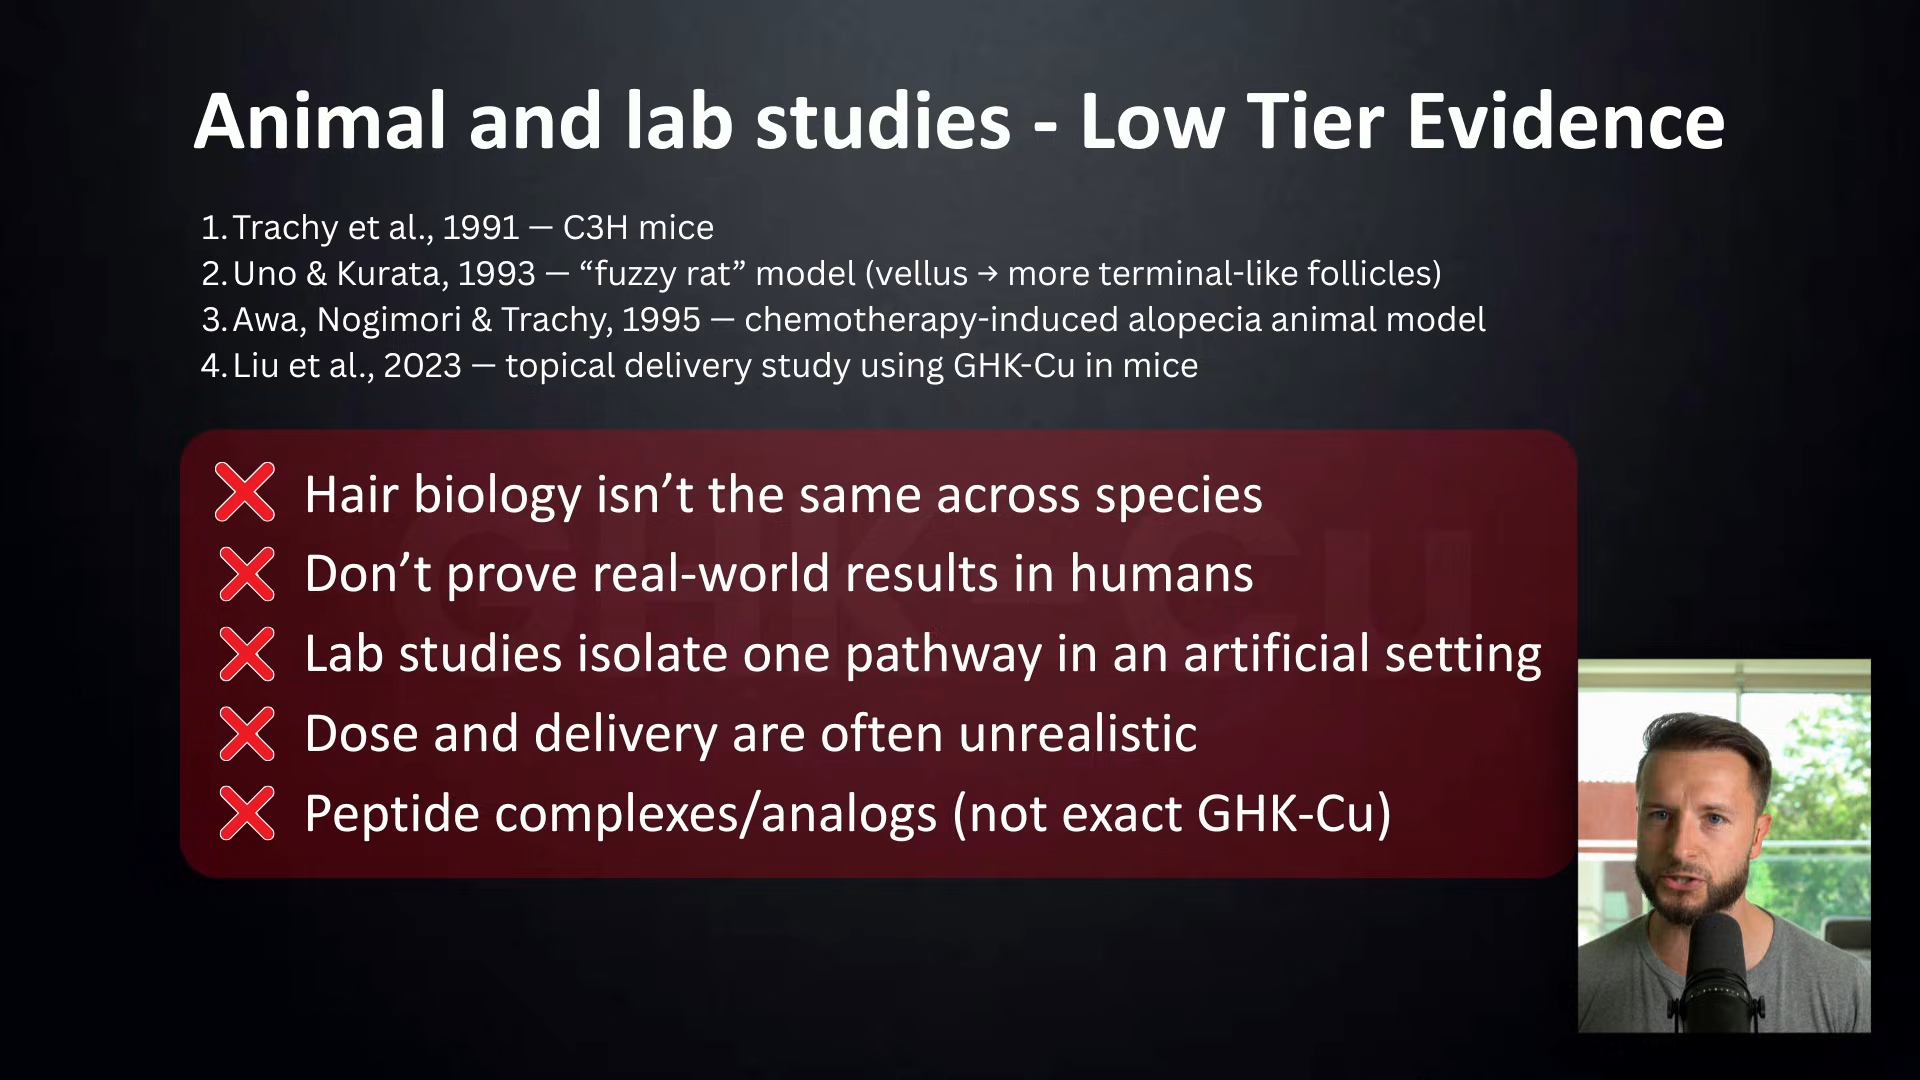 Animal and lab studies - Low Tier Evidence
1. Trachy et al., 1991 — C3H mice
2. Uno & Kurata, 1993 — “fuzzy rat” model (vellus → more terminal-like follicles)
3. Awa, Nogimori & Trachy, 1995 — chemotherapy-induced alopecia animal model
4. Liu et al., 2023 — topical delivery study using GHK-Cu in mice
GHK-Cu
Hair biology isn’t the same across species
Don’t prove real-world results in humans
Lab studies isolate one pathway in an artificial setting
Dose and delivery are often unrealistic
Peptide complexes/analogs (not exact GHK-Cu)